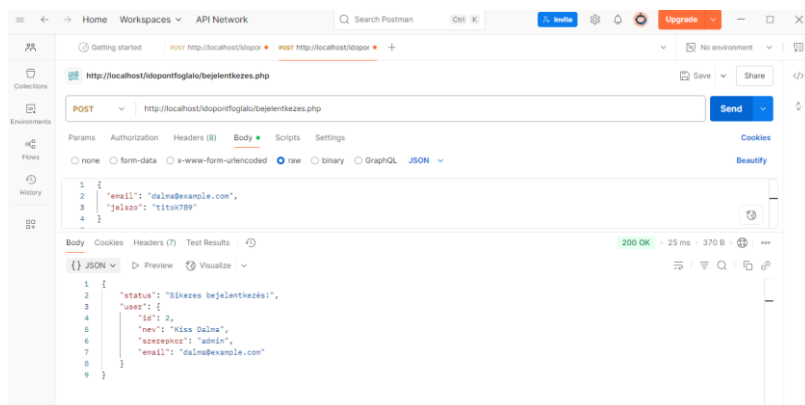 Home Workspaces API Network Search Postman Ctrl K Invite Upgrade
Getting started POST http://localhost/idopor POST http://localhost/idopor No environment
Collections
Environments
Flows
History
http://localhost/idopontfoglalo/bejelentkezes.php Save Share
POST http://localhost/idopontfoglalo/bejelentkezes.php Send
Params Authorization Headers (8) Body Scripts Settings Cookies
none form-data x-www-form-urlencoded raw binary GraphQL JSON Beautify
1 {
2 "email": "dalma@example.com",
3 "jelszo": "titok789"
4 }
Body Cookies Headers (7) Test Results 200 OK 25 ms 370 B
{} JSON Preview Visualize
1 {
2 "status": "Sikeres bejelentkezés!",
3 "user": {
4 "id": 2,
5 "nev": "Kiss Dalma",
6 "szerepkor": "admin",
7 "email": "dalma@example.com"
8 }
9 }